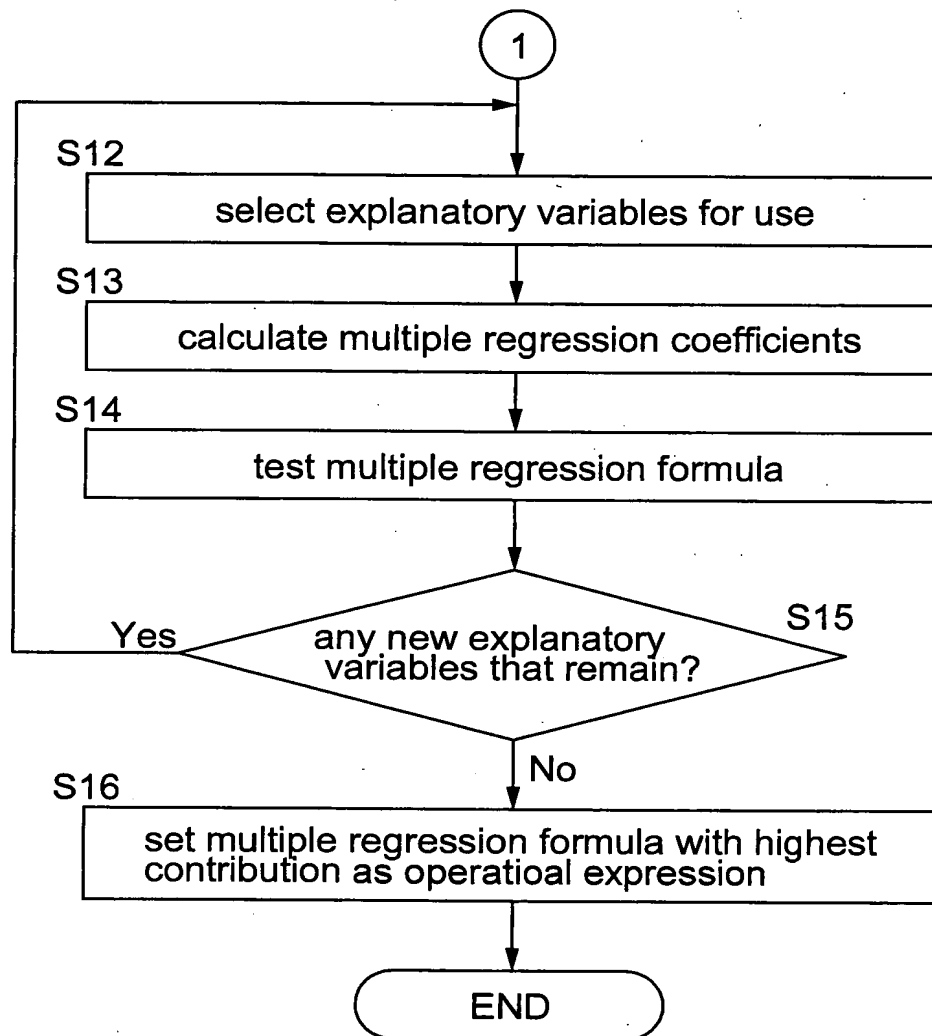 1
S12
select explanatory variables for use
S13
calculate multiple regression coefficients
S14
test multiple regression formula
S15
any new explanatory
variables that remain?
Yes
No
S16
set multiple regression formula with highest
contribution as operatioal expression
END